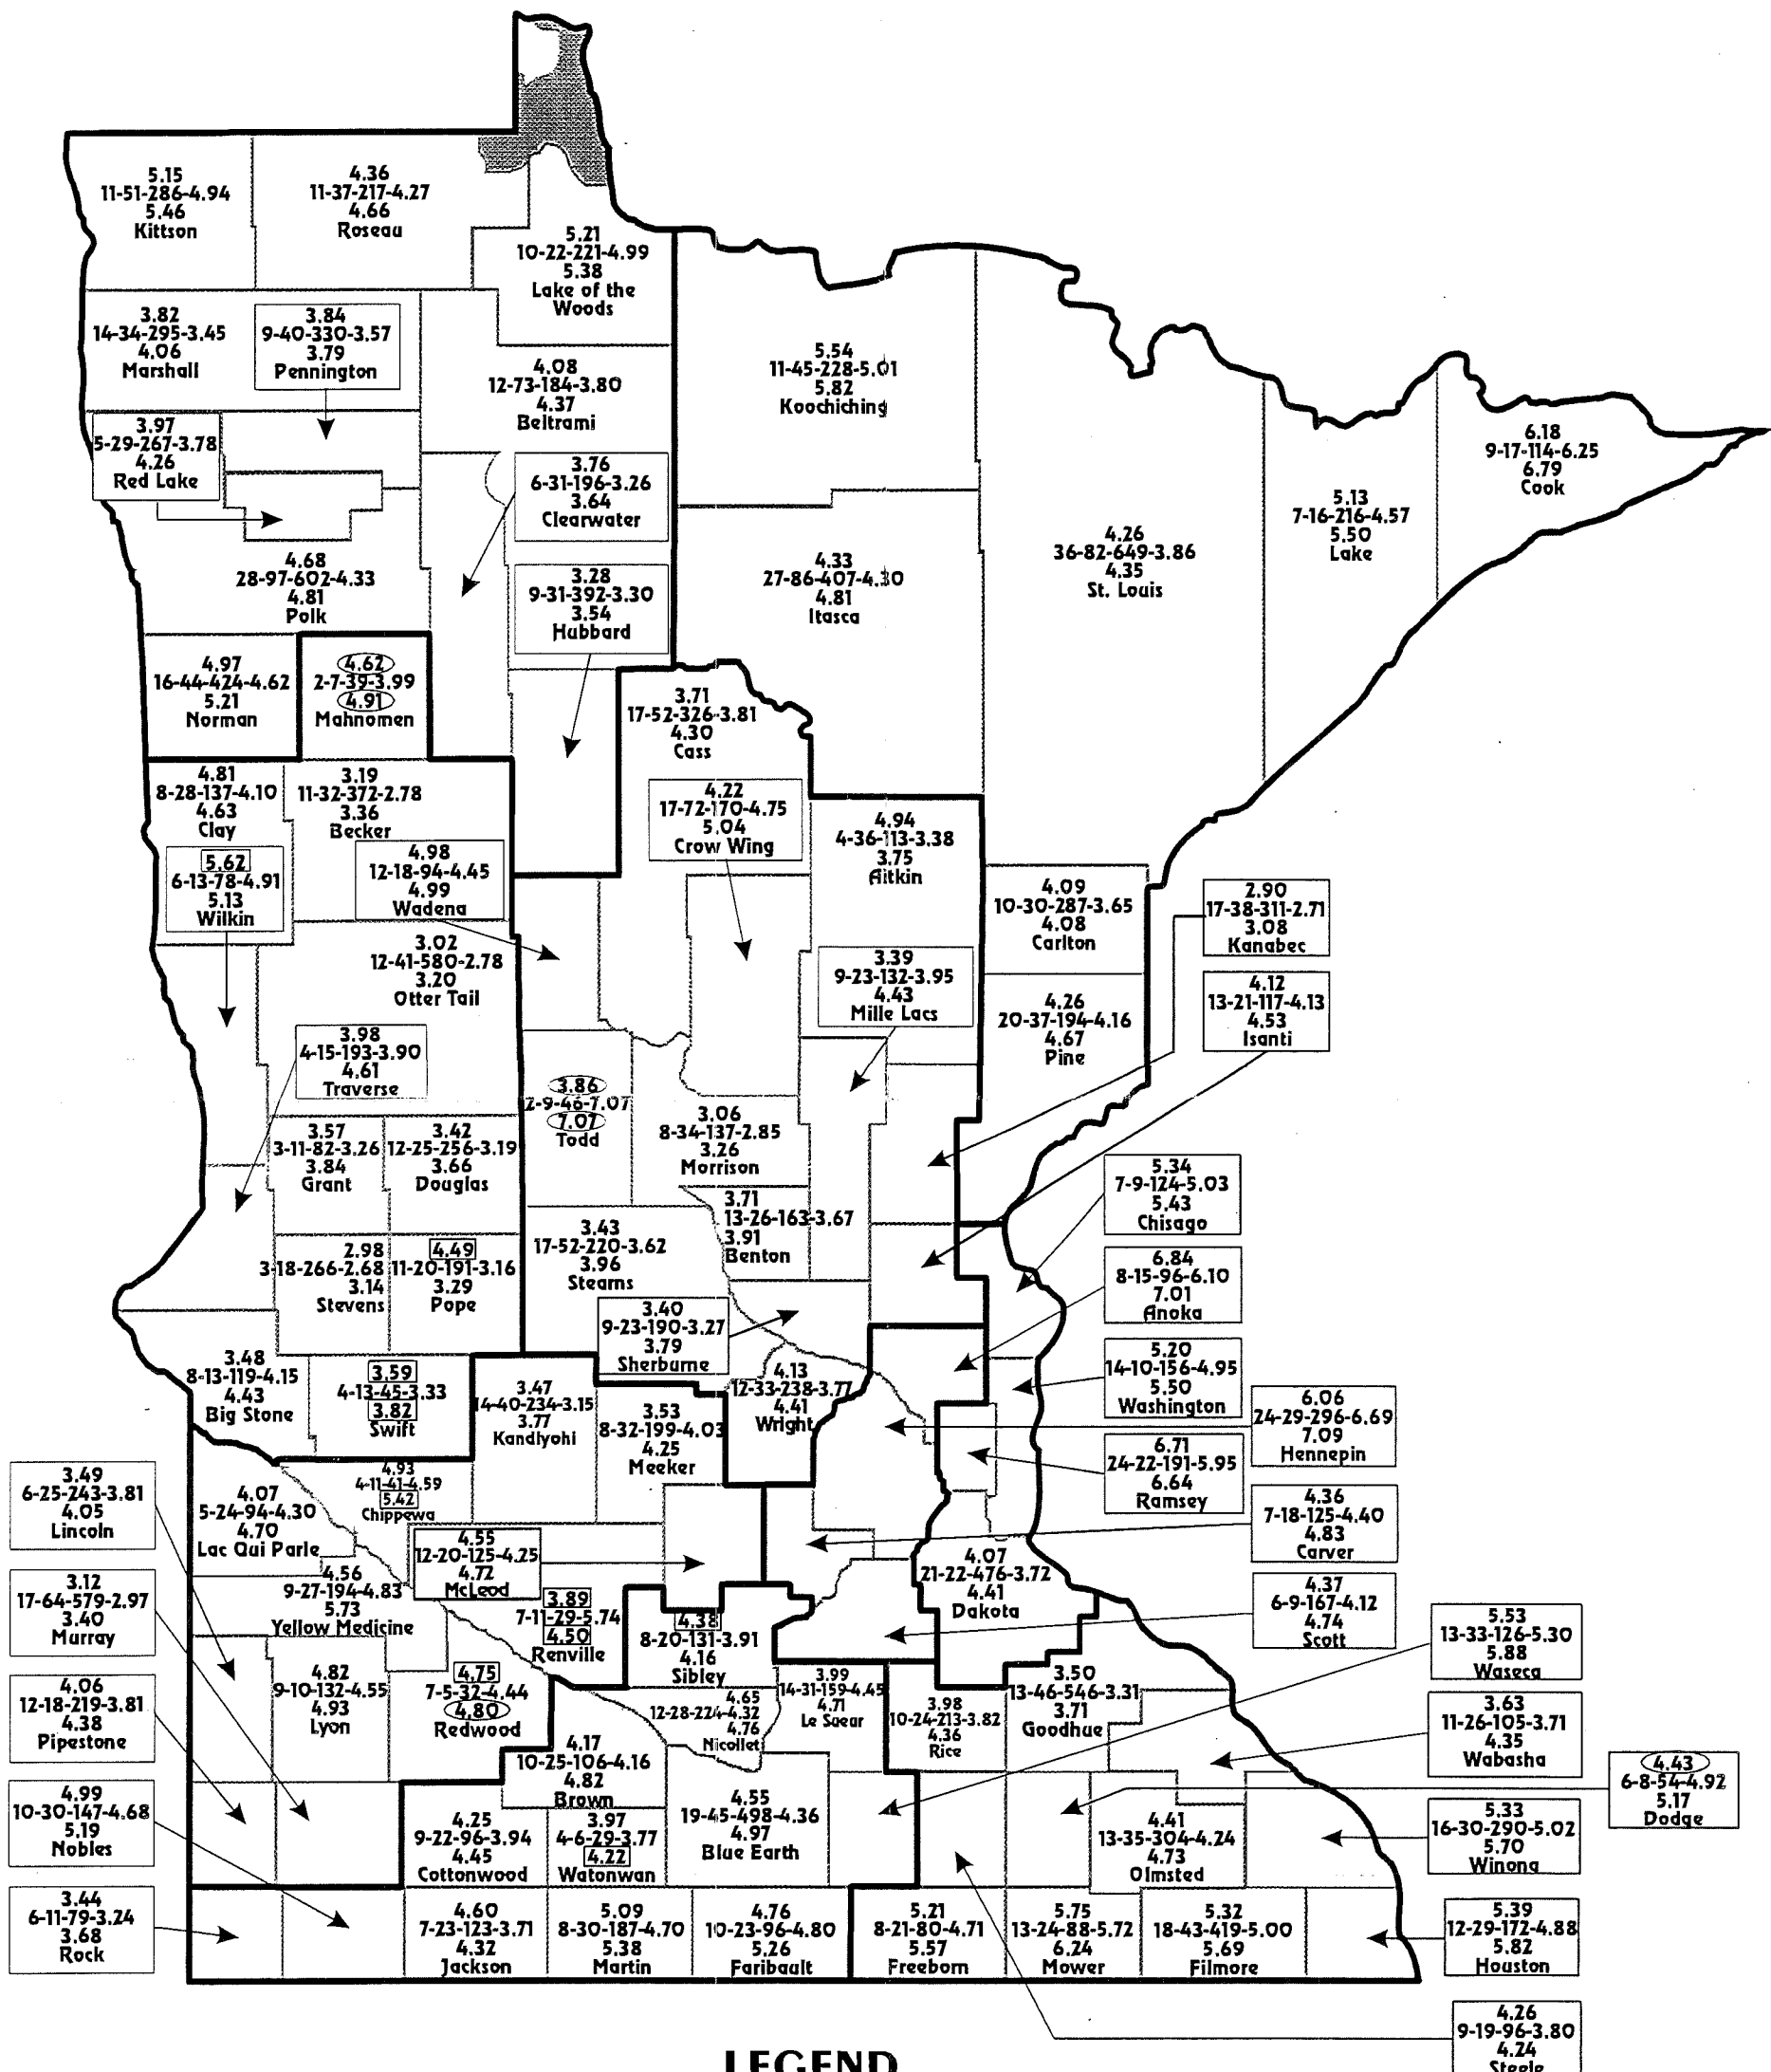 5.15
11-51-286-4.94
5.46
Kittson
4.36
11-37-217-4.27
4.66
Roseau
5.21
10-22-221-4.99
5.38
Lake of the
Woods
3.82
14-34-295-3.45
4.06
Marshall
3.84
9-40-330-3.57
3.79
Pennington
4.08
12-73-184-3.80
4.37
Beltrami
5.54
11-45-228-5.01
5.82
Koochiching
3.97
5-29-267-3.78
4.26
Red Lake
3.76
6-31-196-3.26
3.64
Clearwater
6.18
9-17-114-6.25
6.79
Cook
5.13
7-16-216-4.57
5.50
Lake
4.26
36-82-649-3.86
4.35
St. Louis
4.68
28-97-602-4.33
4.81
Polk
3.28
9-31-392-3.30
3.54
Hubbard
4.33
27-86-407-4.30
4.81
Itasca
4.97
16-44-424-4.62
5.21
Norman
4.62
2-7-39-3.99
4.91
Mahnomen
3.71
17-52-326-3.81
4.30
Cass
4.81
8-28-137-4.10
4.63
Clay
3.19
11-32-372-2.78
3.36
Becker
4.22
17-72-170-4.75
5.04
Crow Wing
4.94
4-36-113-3.38
3.75
Aitkin
5.62
6-13-78-4.91
5.13
Wilkin
4.98
12-18-94-4.45
4.99
Wadena
4.09
10-30-287-3.65
4.08
Carlton
2.90
17-38-311-2.71
3.08
Kanabec
3.02
12-41-580-2.78
3.20
Otter Tail
3.39
9-23-132-3.95
4.43
Mille Lacs
4.26
20-37-194-4.16
4.67
Pine
4.12
13-21-117-4.13
4.53
Isanti
3.98
4-15-193-3.90
4.61
Traverse
3.86
2-9-46-7.07
7.07
Todd
3.06
8-34-137-2.85
3.26
Morrison
3.57
3-11-82-3.26
3.84
Grant
3.42
12-25-256-3.19
3.66
Douglas
5.34
7-9-124-5.03
5.43
Chisago
3.71
13-26-163-3.67
3.91
Benton
3.43
17-52-220-3.62
3.96
Stearns
2.98
3-18-266-2.68
3.14
Stevens
4.49
11-20-191-3.16
3.29
Pope
6.84
8-15-96-6.10
7.01
Anoka
3.40
9-23-190-3.27
3.79
Sherburne
5.20
14-10-156-4.95
5.50
Washington
3.48
8-13-119-4.15
4.43
Big Stone
3.59
4-13-45-3.33
3.82
Swift
3.47
14-40-234-3.15
3.77
Kandiyohi
3.53
8-32-199-4.03
4.25
Meeker
4.13
12-33-238-3.77
4.41
Wright
6.06
24-29-296-6.69
7.09
Hennepin
6.71
24-22-191-5.95
6.64
Ramsey
3.49
6-25-243-3.81
4.05
Lincoln
4.07
5-24-94-4.30
4.70
Lac Qui Parle
4.93
4-11-41-4.59
5.42
Chippewa
4.36
7-18-125-4.40
4.83
Carver
4.55
12-20-125-4.25
4.72
McLeod
4.07
21-22-476-3.72
4.41
Dakota
3.12
17-64-579-2.97
3.40
Murray
4.56
9-27-194-4.83
5.73
Yellow Medicine
3.89
7-11-29-5.74
4.50
Renville
4.38
8-20-131-3.91
4.16
Sibley
4.37
6-9-167-4.12
4.74
Scott
5.53
13-33-126-5.30
5.88
Waseca
4.06
12-18-219-3.81
4.38
Pipestone
4.82
9-10-132-4.55
4.93
Lyon
4.75
7-5-32-4.44
4.80
Redwood
4.65
12-28-224-4.32
4.76
Nicollet
3.99
14-31-159-4.45
4.71
Le Sueur
3.98
10-24-213-3.82
4.36
Rice
3.50
13-46-546-3.31
3.71
Goodhue
3.63
11-26-105-3.71
4.35
Wabasha
4.43
6-8-54-4.92
5.17
Dodge
4.99
10-30-147-4.68
5.19
Nobles
4.17
10-25-106-4.16
4.82
Brown
4.25
9-22-96-3.94
4.45
Cottonwood
3.97
4-6-29-3.77
4.22
Watonwan
4.55
19-45-498-4.36
4.97
Blue Earth
4.41
13-35-304-4.24
4.73
Olmsted
5.33
16-30-290-5.02
5.70
Winona
3.44
6-11-79-3.24
3.68
Rock
4.60
7-23-123-3.71
4.32
Jackson
5.09
8-30-187-4.70
5.38
Martin
4.76
10-23-96-4.80
5.26
Faribault
5.21
8-21-80-4.71
5.57
Freeborn
5.75
13-24-88-5.72
6.24
Mower
5.32
18-43-419-5.00
5.69
Filmore
5.39
12-29-172-4.88
5.82
Houston
4.26
9-19-96-3.80
4.24
Steele
LEGEND